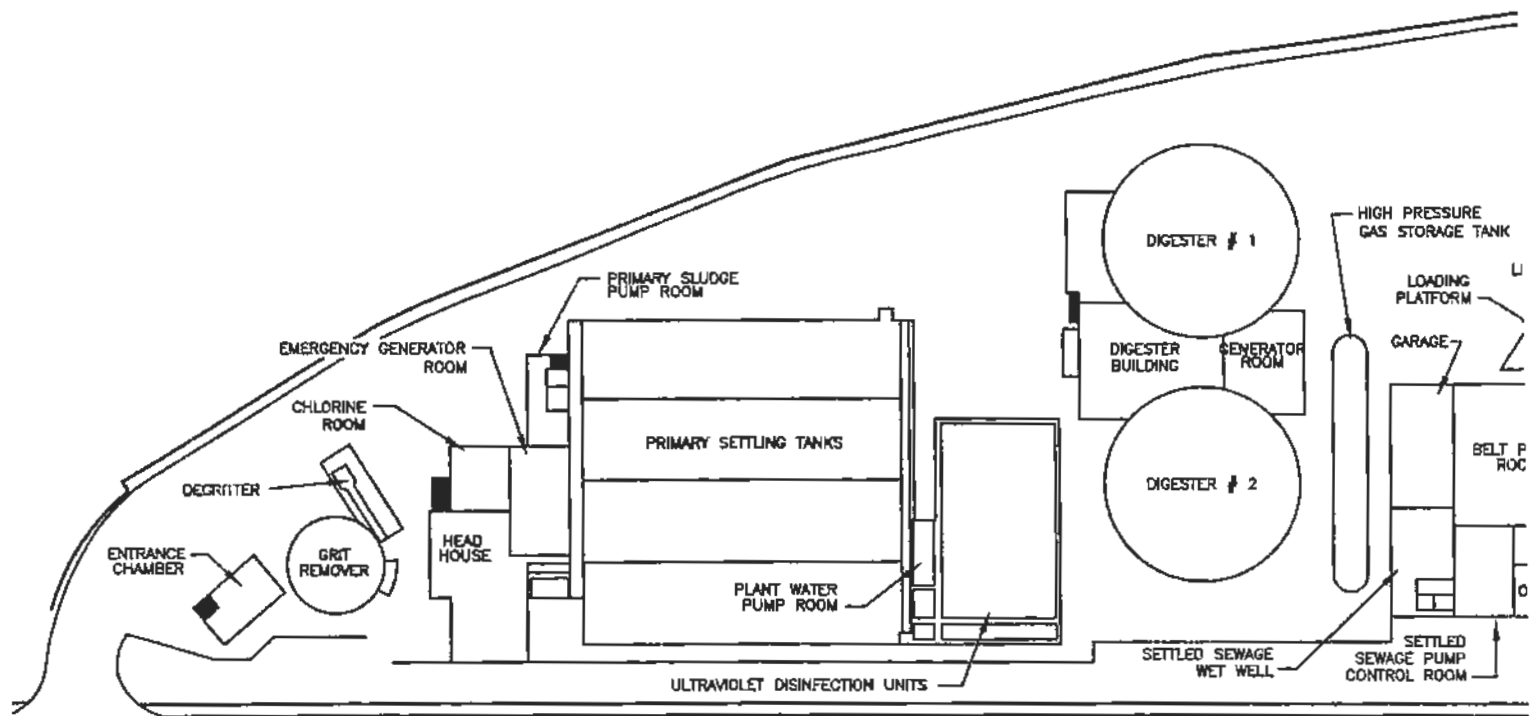 DIGESTER # 1
HIGH PRESSURE
GAS STORAGE TANK
LOADING
PLATFORM
PRIMARY SLUDGE
PUMP ROOM
EMERGENCY GENERATOR
ROOM
DIGESTER
BUILDING
GENERATOR
ROOM
GARAGE
CHLORINE
ROOM
PRIMARY SETTLING TANKS
BELT P
ROO
DEGRITTER
DIGESTER # 2
HEAD
HOUSE
ENTRANCE
CHAMBER
GRIT
REMOVER
PLANT WATER
PUMP ROOM
SETTLED SEWAGE
WET WELL
SETTLED
SEWAGE PUMP
CONTROL ROOM
ULTRAVIOLET DISINFECTION UNITS